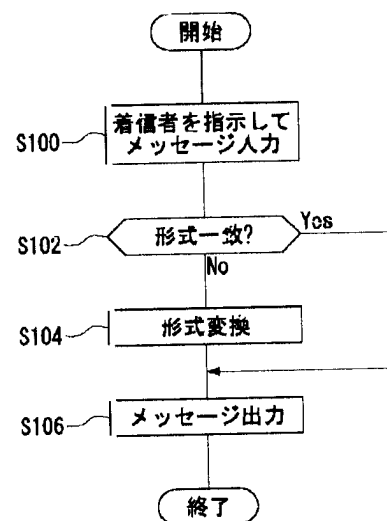 開始
S100
着信者を指示して
メッセージ入力
S102
形式一致?
Yes
No
S104
形式変換
S106
メッセージ出力
終了